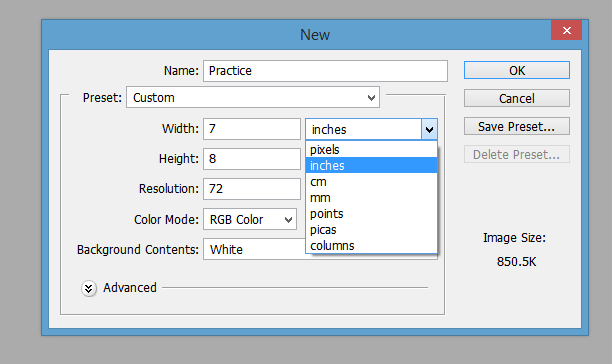 New
x
Name: Practice
OK
Preset: Custom
Cancel
Width: 7 inches
Save Preset...
pixels
Height: 8
Delete Preset...
inches
cm
Resolution: 72
mm
points
Color Mode: RGB Color
picas
Image Size:
columns
Background Contents: White
850.5K
Advanced